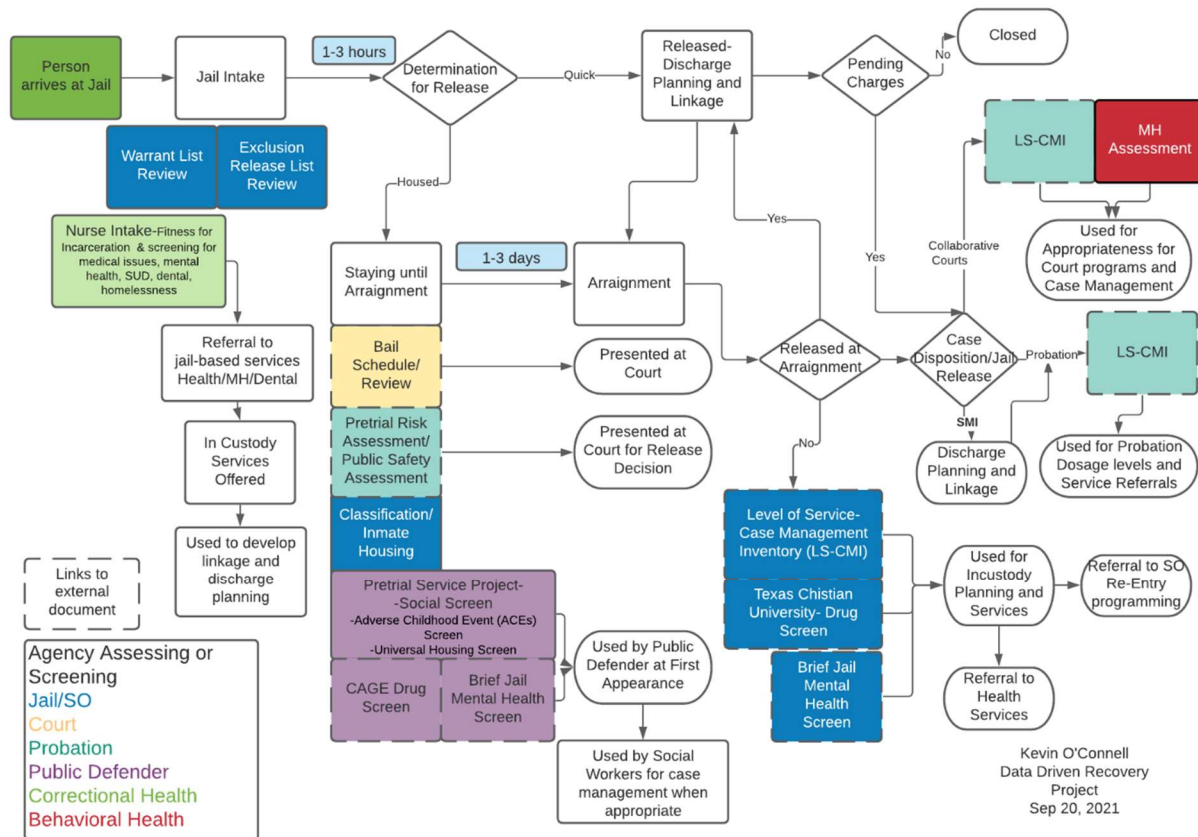 Person
arrives at Jail
Jail Intake
1-3 hours
Determination
for Release
Quick
Released-
Discharge
Planning and
Linkage
Pending
Charges
No
Closed
Warrant List
Review
Exclusion
Release List
Review
LS-CMI
MH
Assessment
Housed
Nurse Intake-Fitness for
Incarceration & screening for
medical issues, mental
health, SUD, dental,
homelessness
Yes
Yes
Collaborative
Courts
Used for
Appropriateness for
Court programs and
Case Management
Staying until
Arraignment
1-3 days
Arraignment
Referral to
jail-based services
Health/MH/Dental
Bail
Schedule/
Review
Presented at
Court
Released at
Arraignment
Case
Disposition/Jail
Release
Probation
LS-CMI
In Custody
Services
Offered
Pretrial Risk
Assessment/
Public Safety
Assessment
Presented at
Court for Release
Decision
No
SMI
Discharge
Planning and
Linkage
Used for Probation
Dosage levels and
Service Referrals
Used to develop
linkage and
discharge
planning
Classification/
Inmate
Housing
Level of Service-
Case Management
Inventory (LS-CMI)
Links to
external
document
Pretrial Service Project-
-Social Screen
-Adverse Childhood Event (ACEs)
Screen
-Universal Housing Screen
Texas Chistian
University- Drug
Screen
Used for
Incustody
Planning and
Services
Referral to SO
Re-Entry
programming
CAGE Drug
Screen
Brief Jail
Mental Health
Screen
Used by Public
Defender at First
Appearance
Brief Jail
Mental
Health
Screen
Referral to
Health
Services
Used by Social
Workers for case
management when
appropriate
Agency Assessing or
Screening
Jail/SO
Court
Probation
Public Defender
Correctional Health
Behavioral Health
Kevin O'Connell
Data Driven Recovery
Project
Sep 20, 2021